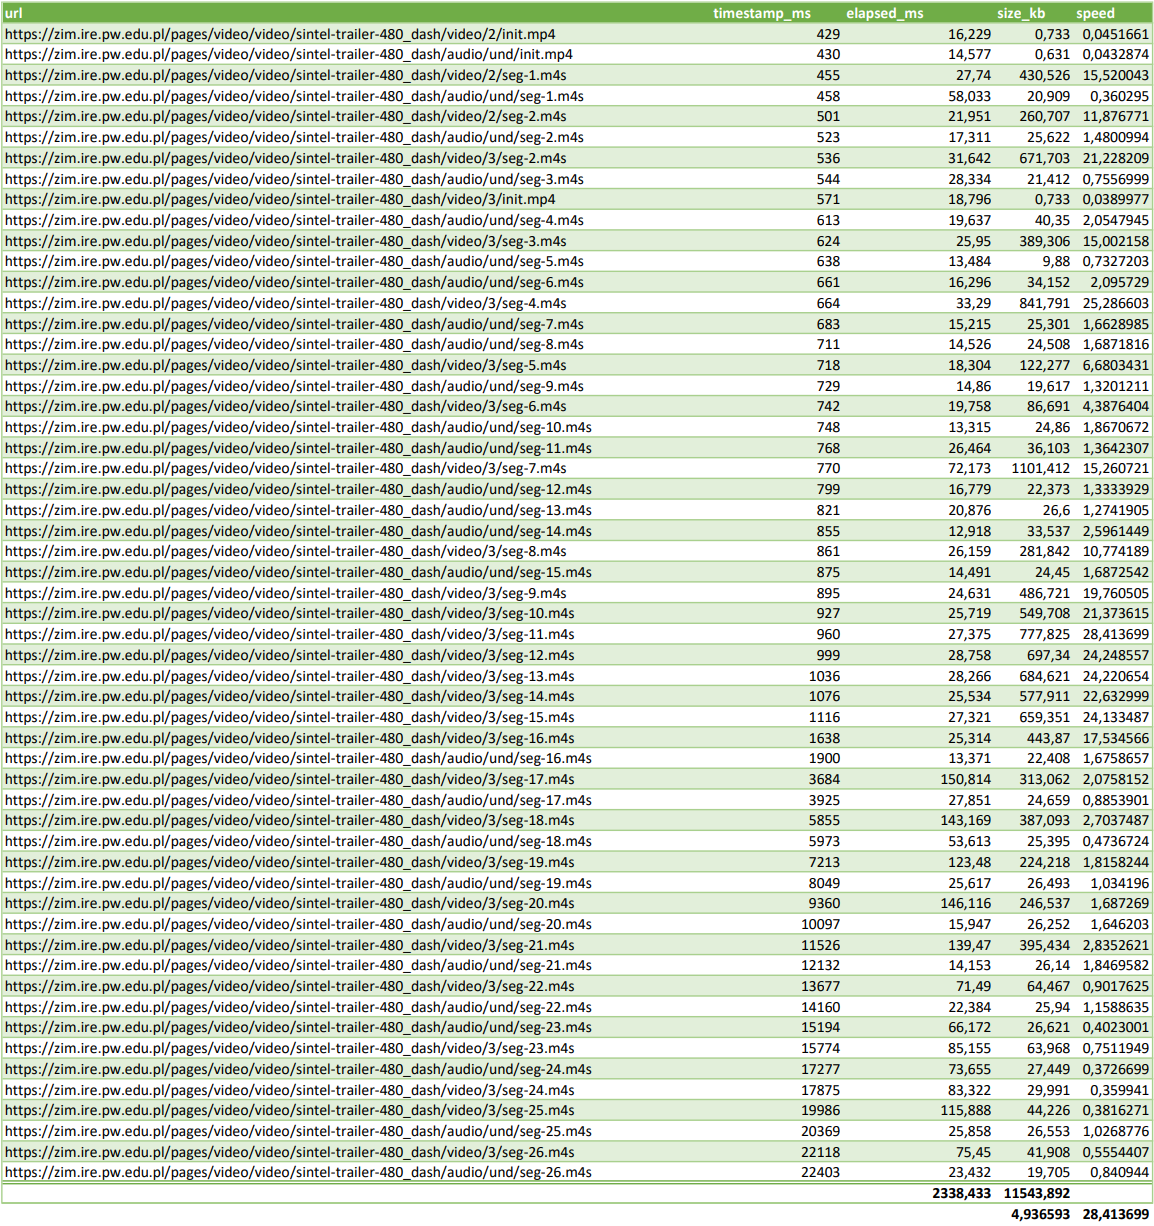 url timestamp_ms elapsed_ms size_kb speed
https://zim.ire.pw.edu.pl/pages/video/video/sintel-trailer-480_dash/video/2/init.mp4 429 16,229 0,733 0,0451661
https://zim.ire.pw.edu.pl/pages/video/video/sintel-trailer-480_dash/audio/und/init.mp4 430 14,577 0,631 0,0432874
https://zim.ire.pw.edu.pl/pages/video/video/sintel-trailer-480_dash/video/2/seg-1.m4s 455 27,74 430,526 15,520043
https://zim.ire.pw.edu.pl/pages/video/video/sintel-trailer-480_dash/audio/und/seg-1.m4s 458 58,033 20,909 0,360295
https://zim.ire.pw.edu.pl/pages/video/video/sintel-trailer-480_dash/video/2/seg-2.m4s 501 21,951 260,707 11,876771
https://zim.ire.pw.edu.pl/pages/video/video/sintel-trailer-480_dash/audio/und/seg-2.m4s 523 17,311 25,622 1,4800994
https://zim.ire.pw.edu.pl/pages/video/video/sintel-trailer-480_dash/video/3/seg-2.m4s 536 31,642 671,703 21,228209
https://zim.ire.pw.edu.pl/pages/video/video/sintel-trailer-480_dash/audio/und/seg-3.m4s 544 28,334 21,412 0,7556999
https://zim.ire.pw.edu.pl/pages/video/video/sintel-trailer-480_dash/video/3/init.mp4 571 18,796 0,733 0,0389977
https://zim.ire.pw.edu.pl/pages/video/video/sintel-trailer-480_dash/audio/und/seg-4.m4s 613 19,637 40,35 2,0547945
https://zim.ire.pw.edu.pl/pages/video/video/sintel-trailer-480_dash/video/3/seg-3.m4s 624 25,95 389,306 15,002158
https://zim.ire.pw.edu.pl/pages/video/video/sintel-trailer-480_dash/audio/und/seg-5.m4s 638 13,484 9,88 0,7327203
https://zim.ire.pw.edu.pl/pages/video/video/sintel-trailer-480_dash/audio/und/seg-6.m4s 661 16,296 34,152 2,095729
https://zim.ire.pw.edu.pl/pages/video/video/sintel-trailer-480_dash/video/3/seg-4.m4s 664 33,29 841,791 25,286603
https://zim.ire.pw.edu.pl/pages/video/video/sintel-trailer-480_dash/audio/und/seg-7.m4s 683 15,215 25,301 1,6628985
https://zim.ire.pw.edu.pl/pages/video/video/sintel-trailer-480_dash/audio/und/seg-8.m4s 711 14,526 24,508 1,6871816
https://zim.ire.pw.edu.pl/pages/video/video/sintel-trailer-480_dash/video/3/seg-5.m4s 718 18,304 122,277 6,6803431
https://zim.ire.pw.edu.pl/pages/video/video/sintel-trailer-480_dash/audio/und/seg-9.m4s 729 14,86 19,617 1,3201211
https://zim.ire.pw.edu.pl/pages/video/video/sintel-trailer-480_dash/video/3/seg-6.m4s 742 19,758 86,691 4,3876404
https://zim.ire.pw.edu.pl/pages/video/video/sintel-trailer-480_dash/audio/und/seg-10.m4s 748 13,315 24,86 1,8670672
https://zim.ire.pw.edu.pl/pages/video/video/sintel-trailer-480_dash/audio/und/seg-11.m4s 768 26,464 36,103 1,3642307
https://zim.ire.pw.edu.pl/pages/video/video/sintel-trailer-480_dash/video/3/seg-7.m4s 770 72,173 1101,412 15,260721
https://zim.ire.pw.edu.pl/pages/video/video/sintel-trailer-480_dash/audio/und/seg-12.m4s 799 16,779 22,373 1,3333929
https://zim.ire.pw.edu.pl/pages/video/video/sintel-trailer-480_dash/audio/und/seg-13.m4s 821 20,876 26,6 1,2741905
https://zim.ire.pw.edu.pl/pages/video/video/sintel-trailer-480_dash/audio/und/seg-14.m4s 855 12,918 33,537 2,5961449
https://zim.ire.pw.edu.pl/pages/video/video/sintel-trailer-480_dash/video/3/seg-8.m4s 861 26,159 281,842 10,774189
https://zim.ire.pw.edu.pl/pages/video/video/sintel-trailer-480_dash/audio/und/seg-15.m4s 875 14,491 24,45 1,6872542
https://zim.ire.pw.edu.pl/pages/video/video/sintel-trailer-480_dash/video/3/seg-9.m4s 895 24,631 486,721 19,760505
https://zim.ire.pw.edu.pl/pages/video/video/sintel-trailer-480_dash/video/3/seg-10.m4s 927 25,719 549,708 21,373615
https://zim.ire.pw.edu.pl/pages/video/video/sintel-trailer-480_dash/video/3/seg-11.m4s 960 27,375 777,825 28,413699
https://zim.ire.pw.edu.pl/pages/video/video/sintel-trailer-480_dash/video/3/seg-12.m4s 999 28,758 697,34 24,248557
https://zim.ire.pw.edu.pl/pages/video/video/sintel-trailer-480_dash/video/3/seg-13.m4s 1036 28,266 684,621 24,220654
https://zim.ire.pw.edu.pl/pages/video/video/sintel-trailer-480_dash/video/3/seg-14.m4s 1076 25,534 577,911 22,632999
https://zim.ire.pw.edu.pl/pages/video/video/sintel-trailer-480_dash/video/3/seg-15.m4s 1116 27,321 659,351 24,133487
https://zim.ire.pw.edu.pl/pages/video/video/sintel-trailer-480_dash/video/3/seg-16.m4s 1638 25,314 443,87 17,534566
https://zim.ire.pw.edu.pl/pages/video/video/sintel-trailer-480_dash/audio/und/seg-16.m4s 1900 13,371 22,408 1,6758657
https://zim.ire.pw.edu.pl/pages/video/video/sintel-trailer-480_dash/video/3/seg-17.m4s 3684 150,814 313,062 2,0758152
https://zim.ire.pw.edu.pl/pages/video/video/sintel-trailer-480_dash/audio/und/seg-17.m4s 3925 27,851 24,659 0,8853901
https://zim.ire.pw.edu.pl/pages/video/video/sintel-trailer-480_dash/video/3/seg-18.m4s 5855 143,169 387,093 2,7037487
https://zim.ire.pw.edu.pl/pages/video/video/sintel-trailer-480_dash/audio/und/seg-18.m4s 5973 53,613 25,395 0,4736724
https://zim.ire.pw.edu.pl/pages/video/video/sintel-trailer-480_dash/video/3/seg-19.m4s 7213 123,48 224,218 1,8158244
https://zim.ire.pw.edu.pl/pages/video/video/sintel-trailer-480_dash/audio/und/seg-19.m4s 8049 25,617 26,493 1,034196
https://zim.ire.pw.edu.pl/pages/video/video/sintel-trailer-480_dash/video/3/seg-20.m4s 9360 146,116 246,537 1,687269
https://zim.ire.pw.edu.pl/pages/video/video/sintel-trailer-480_dash/audio/und/seg-20.m4s 10097 15,947 26,252 1,646203
https://zim.ire.pw.edu.pl/pages/video/video/sintel-trailer-480_dash/video/3/seg-21.m4s 11526 139,47 395,434 2,8352621
https://zim.ire.pw.edu.pl/pages/video/video/sintel-trailer-480_dash/audio/und/seg-21.m4s 12132 14,153 26,14 1,8469582
https://zim.ire.pw.edu.pl/pages/video/video/sintel-trailer-480_dash/video/3/seg-22.m4s 13677 71,49 64,467 0,9017625
https://zim.ire.pw.edu.pl/pages/video/video/sintel-trailer-480_dash/audio/und/seg-22.m4s 14160 22,384 25,94 1,1588635
https://zim.ire.pw.edu.pl/pages/video/video/sintel-trailer-480_dash/audio/und/seg-23.m4s 15194 66,172 26,621 0,4023001
https://zim.ire.pw.edu.pl/pages/video/video/sintel-trailer-480_dash/video/3/seg-23.m4s 15774 85,155 63,968 0,7511949
https://zim.ire.pw.edu.pl/pages/video/video/sintel-trailer-480_dash/audio/und/seg-24.m4s 17277 73,655 27,449 0,3726699
https://zim.ire.pw.edu.pl/pages/video/video/sintel-trailer-480_dash/video/3/seg-24.m4s 17875 83,322 29,991 0,359941
https://zim.ire.pw.edu.pl/pages/video/video/sintel-trailer-480_dash/video/3/seg-25.m4s 19986 115,888 44,226 0,3816271
https://zim.ire.pw.edu.pl/pages/video/video/sintel-trailer-480_dash/audio/und/seg-25.m4s 20369 25,858 26,553 1,0268776
https://zim.ire.pw.edu.pl/pages/video/video/sintel-trailer-480_dash/video/3/seg-26.m4s 22118 75,45 41,908 0,5554407
https://zim.ire.pw.edu.pl/pages/video/video/sintel-trailer-480_dash/audio/und/seg-26.m4s 22403 23,432 19,705 0,840944
2338,433 11543,892
4,936593 28,413699